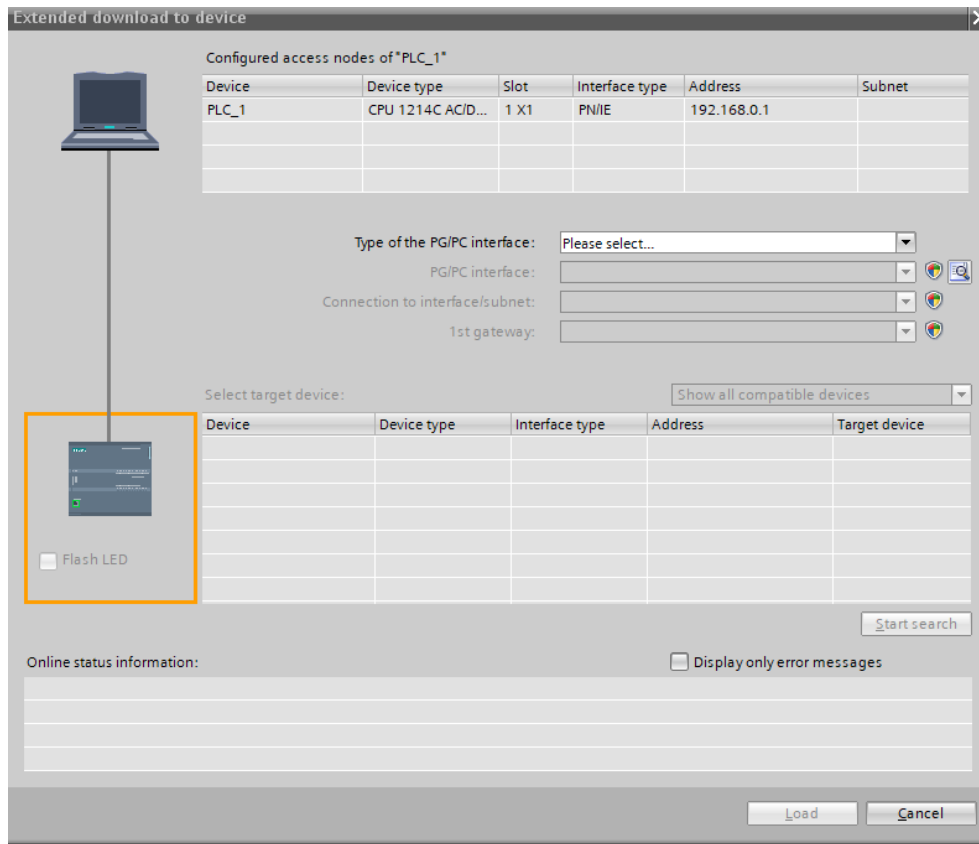 Extended download to device
Configured access nodes of "PLC_1"
Device Device type Slot Interface type Address Subnet
PLC_1 CPU 1214C AC/D... 1 X1 PN/IE 192.168.0.1
Type of the PG/PC interface: Please select...
PG/PC interface:
Connection to interface/subnet:
1st gateway:
Select target device: Show all compatible devices
Device Device type Interface type Address Target device
Flash LED
Start search
Online status information: Display only error messages
Load Cancel